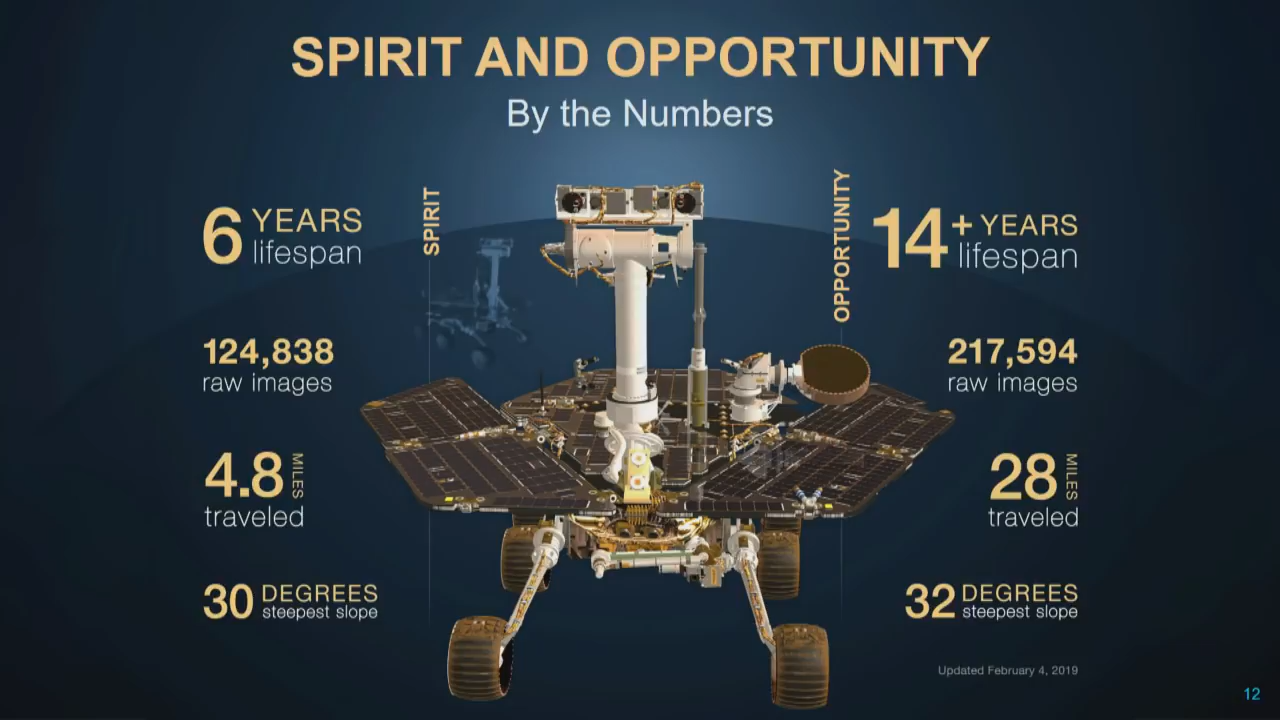 SPIRIT AND OPPORTUNITY
By the Numbers
SPIRIT
6 YEARS
lifespan
124,838
raw images
4.8 MILES
traveled
30 DEGREES
steepest slope
OPPORTUNITY
14+ YEARS
lifespan
217,594
raw images
28 MILES
traveled
32 DEGREES
steepest slope
Updated February 4, 2019
12